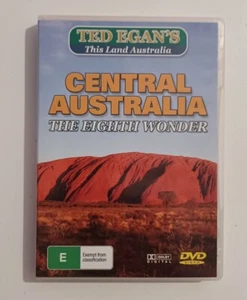 TED EGAN'S
This Land Australia
CENTRAL
AUSTRALIA
THE EIGHTH WONDER
E
Exempt from
classification
DOLBY
DIGITAL
DVD
VIDEO